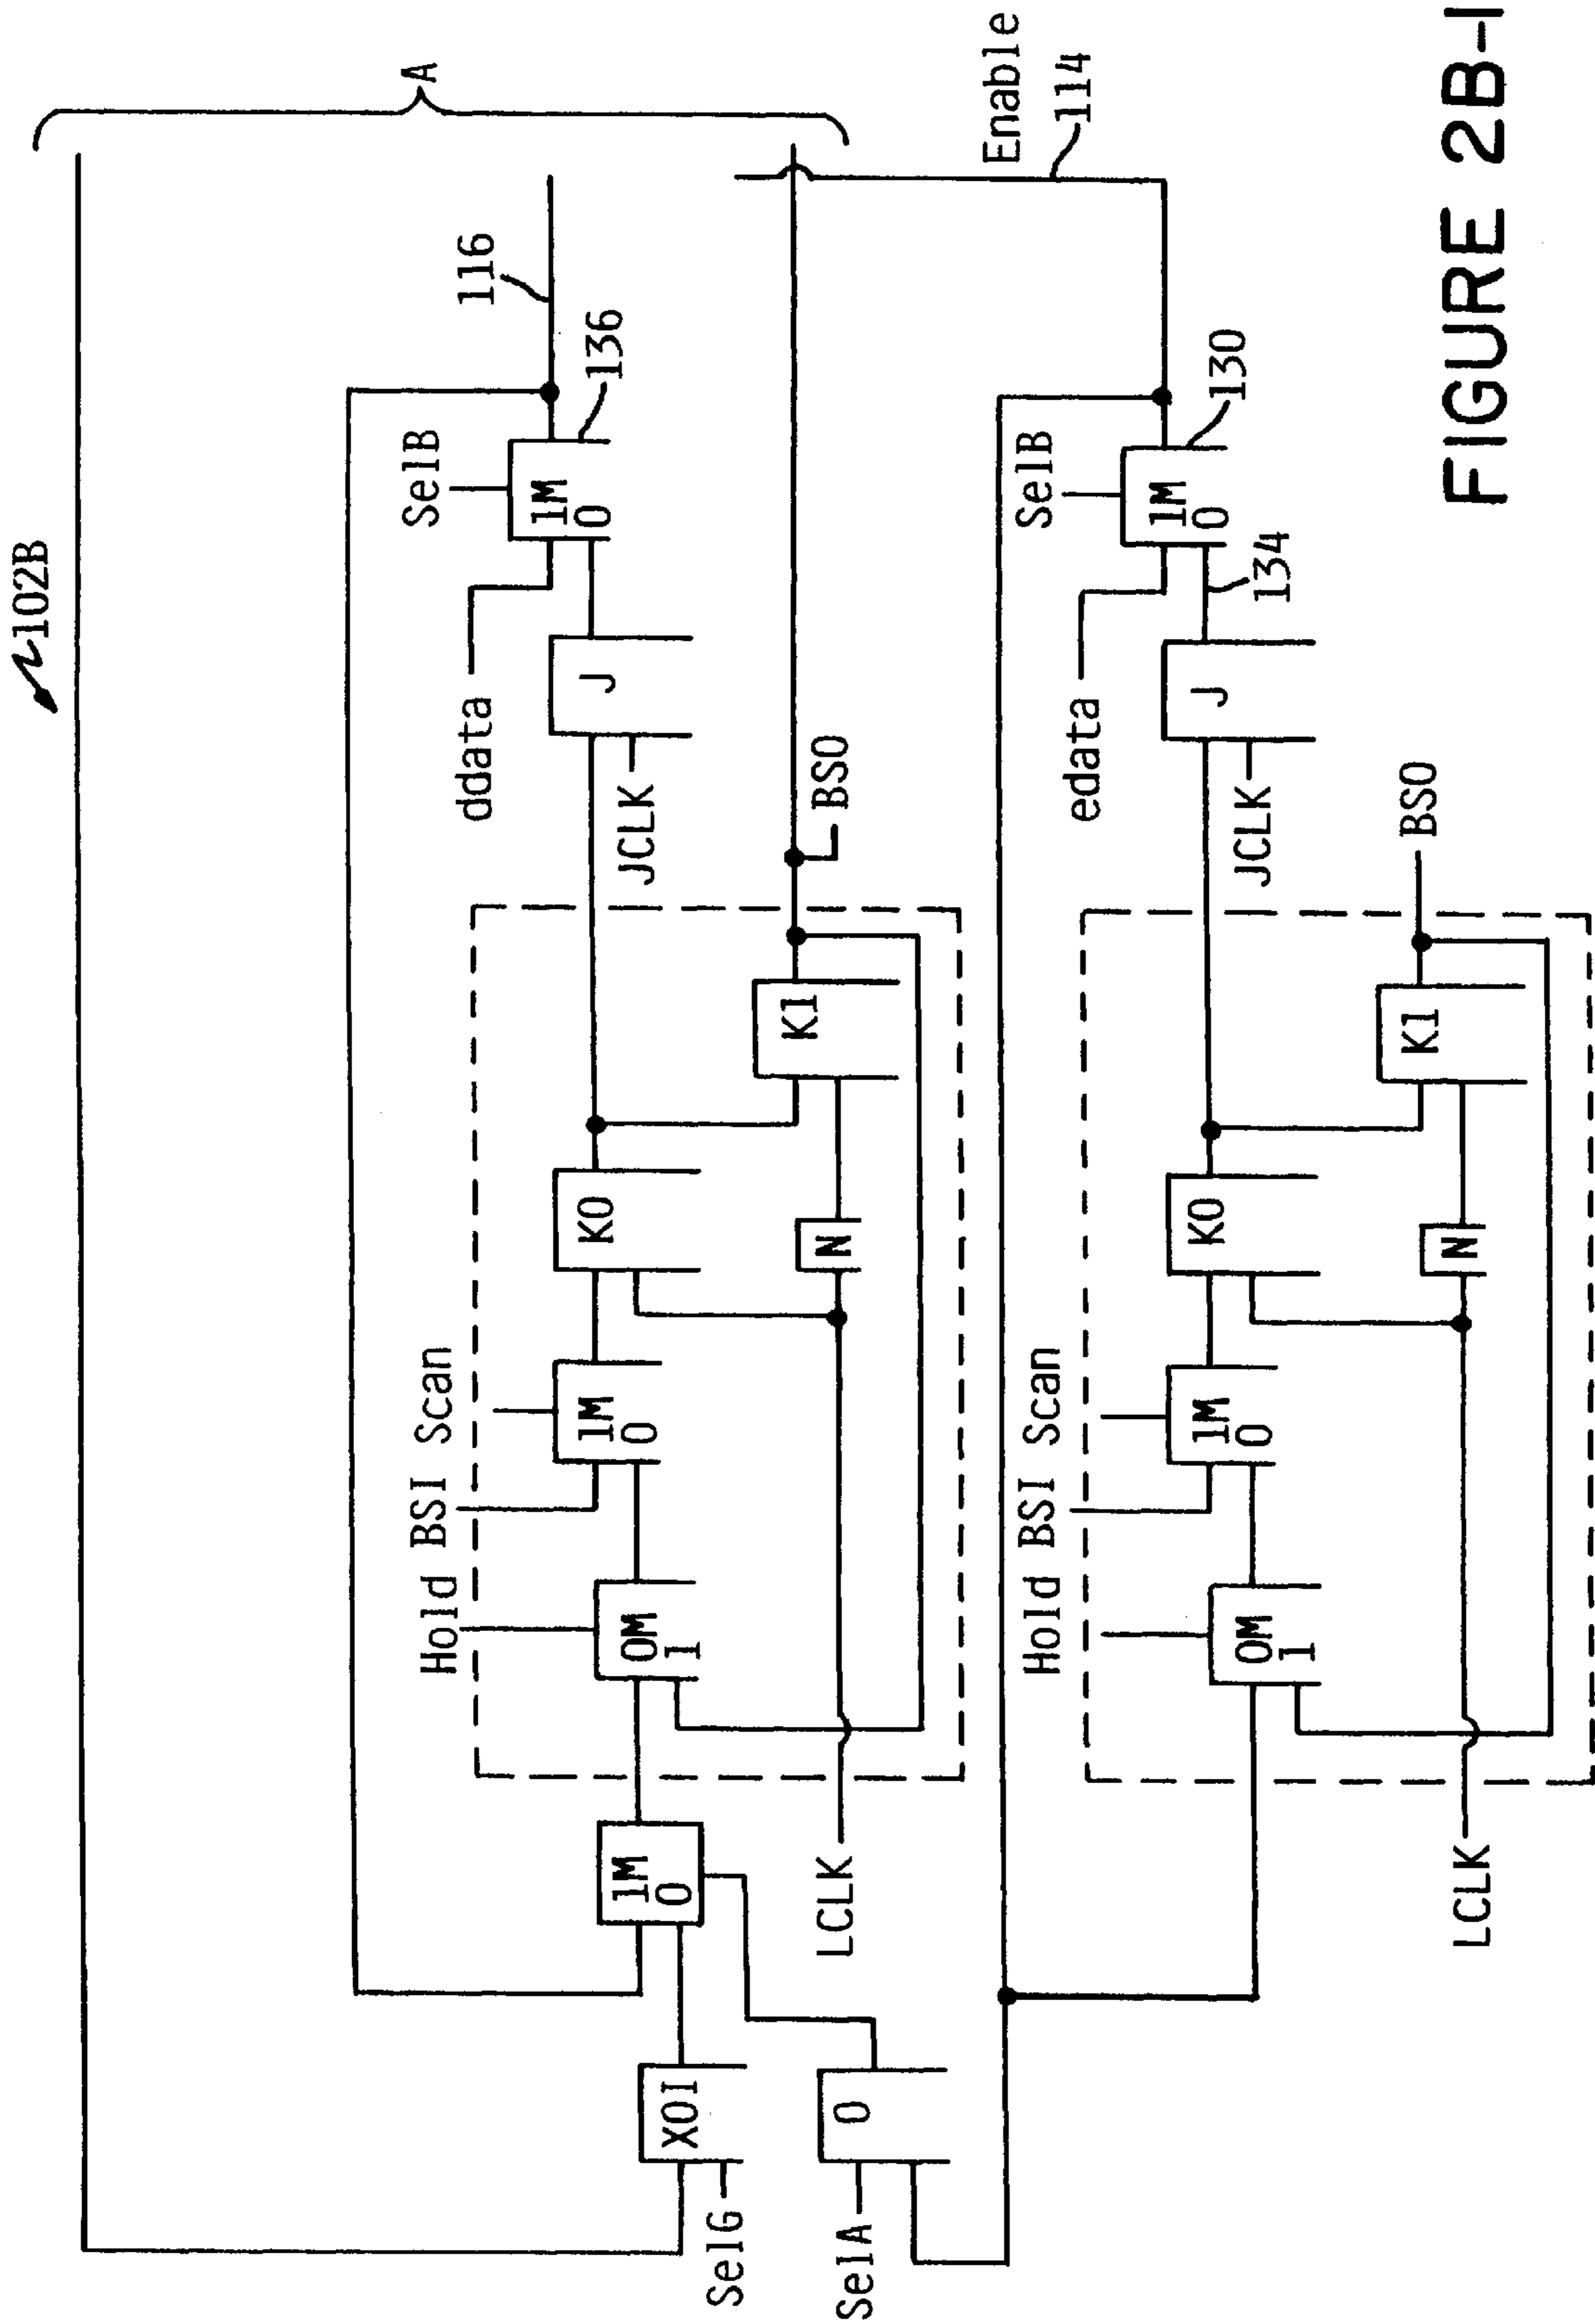 102B
A
116
136
SelB
1M
0
ddata
J
JCLK
BSO
Hold BSI Scan
0M
1
1M
0
K0
K1
N
LCLK
1M
0
XOI
SelG
O
SelA
Enable
114
130
SelB
1M
0
134
edata
J
JCLK
BSO
Hold BSI Scan
0M
1
1M
0
K0
K1
N
LCLK
FIGURE 2B-1